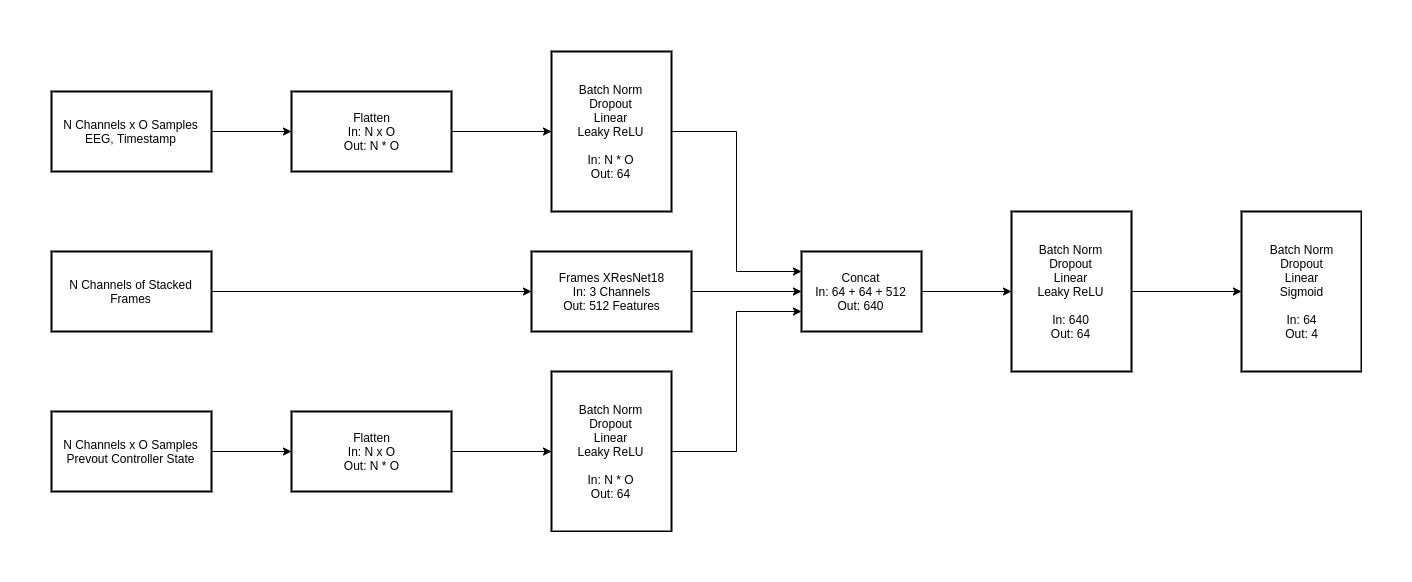 N Channels x O Samples
EEG, Timestamp
Flatten
In: N x O
Out: N * O
Batch Norm
Dropout
Linear
Leaky ReLU
In: N * O
Out: 64
N Channels of Stacked
Frames
Frames XResNet18
In: 3 Channels
Out: 512 Features
N Channels x O Samples
Prevout Controller State
Flatten
In: N x O
Out: N * O
Batch Norm
Dropout
Linear
Leaky ReLU
In: N * O
Out: 64
Concat
In: 64 + 64 + 512
Out: 640
Batch Norm
Dropout
Linear
Leaky ReLU
In: 640
Out: 64
Batch Norm
Dropout
Linear
Sigmoid
In: 64
Out: 4